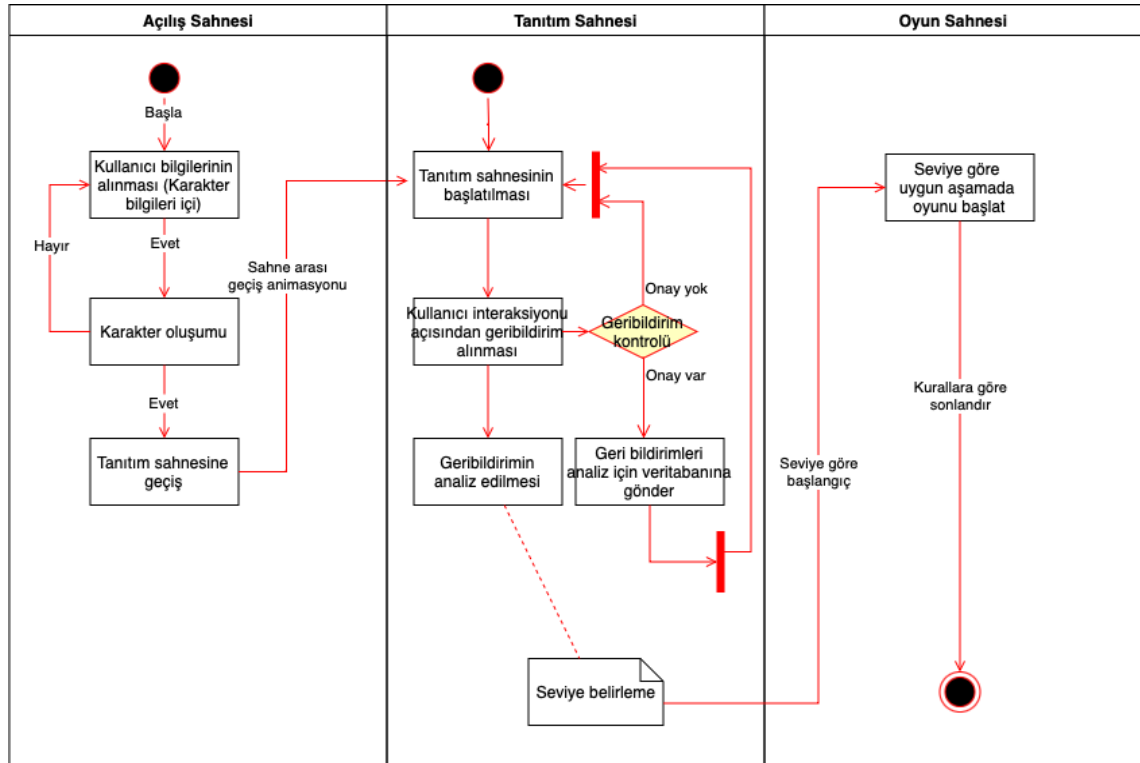 Açılış Sahnesi
Tanıtım Sahnesi
Oyun Sahnesi
Başla
Kullanıcı bilgilerinin
alınması (Karakter
bilgileri içi)
Hayır
Evet
Karakter oluşumu
Evet
Tanıtım sahnesine
geçiş
Sahne arası
geçiş animasyonu
Tanıtım sahnesinin
başlatılması
Kullanıcı interaksiyonu
açısından geribildirim
alınması
Onay yok
Geribildirim
kontrolü
Onay var
Geribildirimin
analiz edilmesi
Geri bildirimleri
analiz için veritabanına
gönder
Seviye belirleme
Seviye göre
başlangıç
Seviye göre
uygun aşamada
oyunu başlat
Kurallara göre
sonlandır